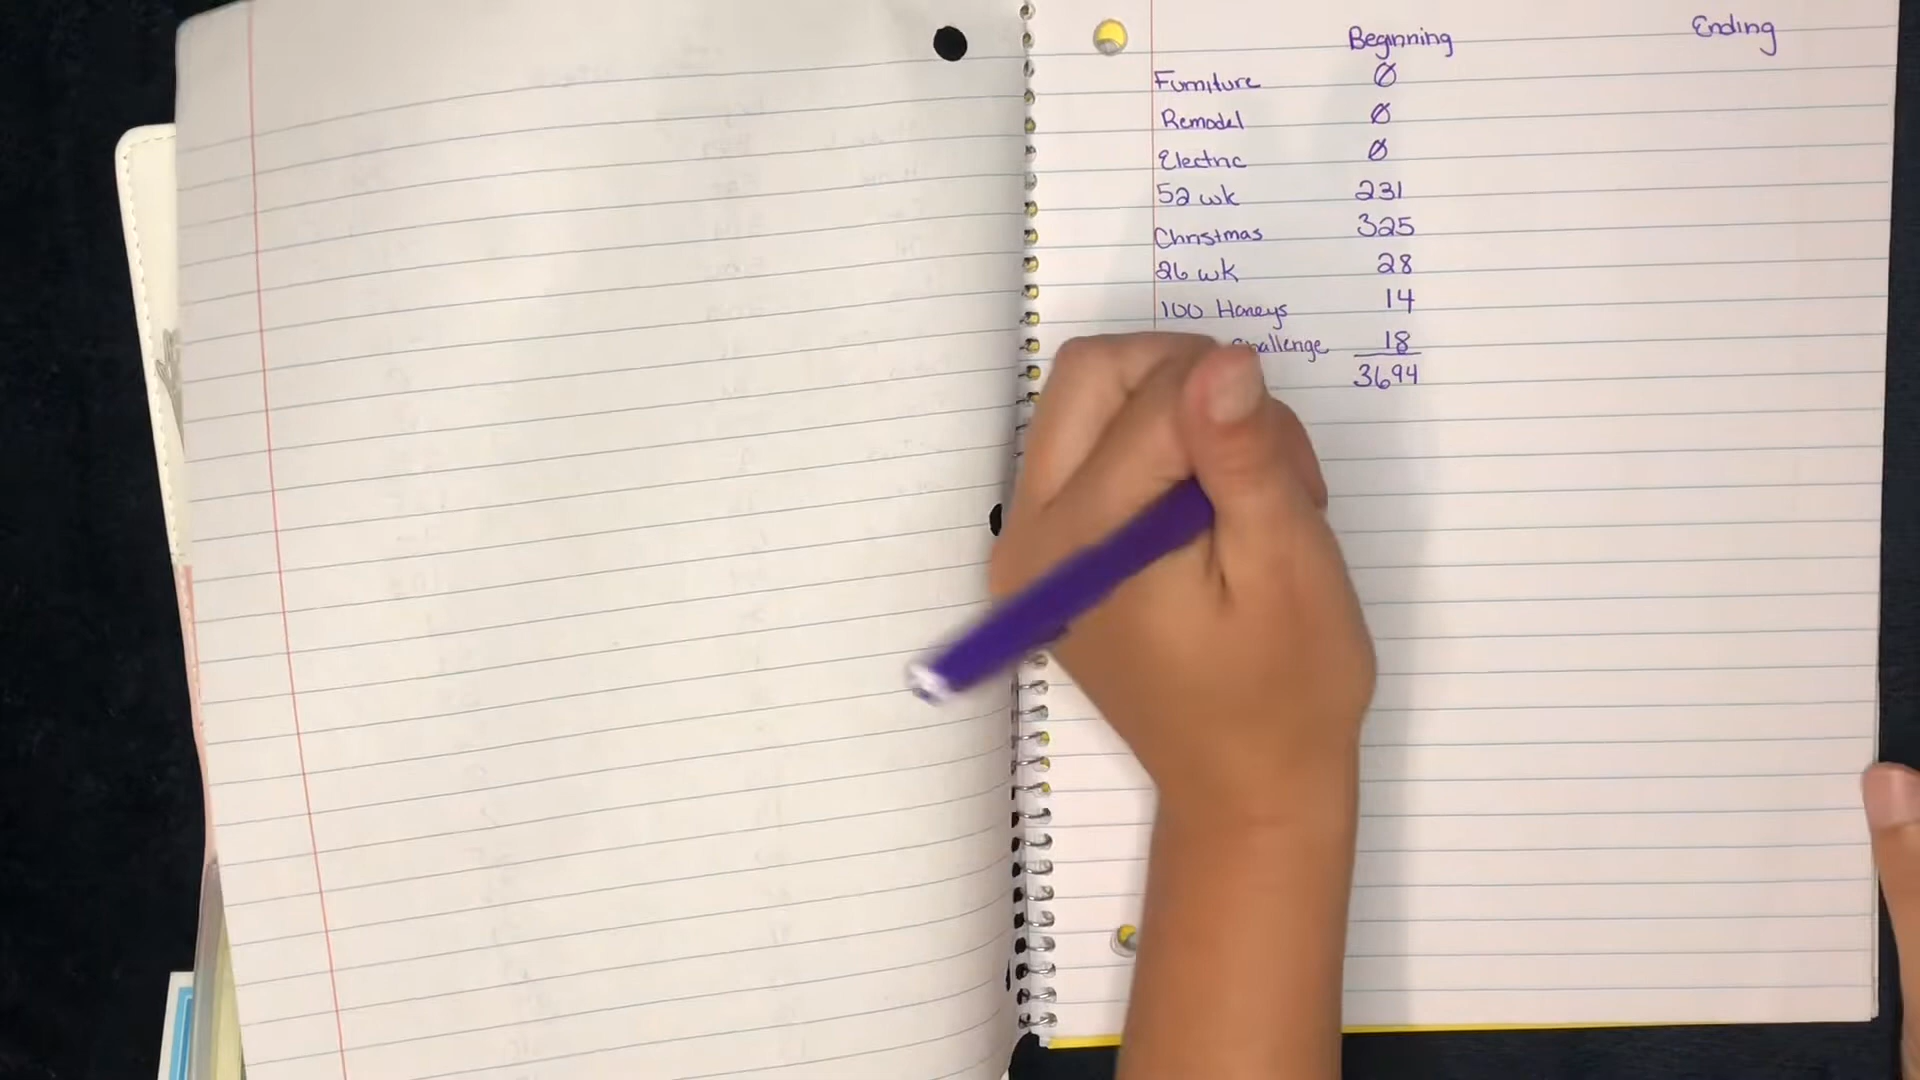 Beginning Ending
Furniture Ø
Remodel Ø
Electric Ø
52 wk 231
Christmas 325
26 wk 28
100 Honeys 14
Challenge 18
3694